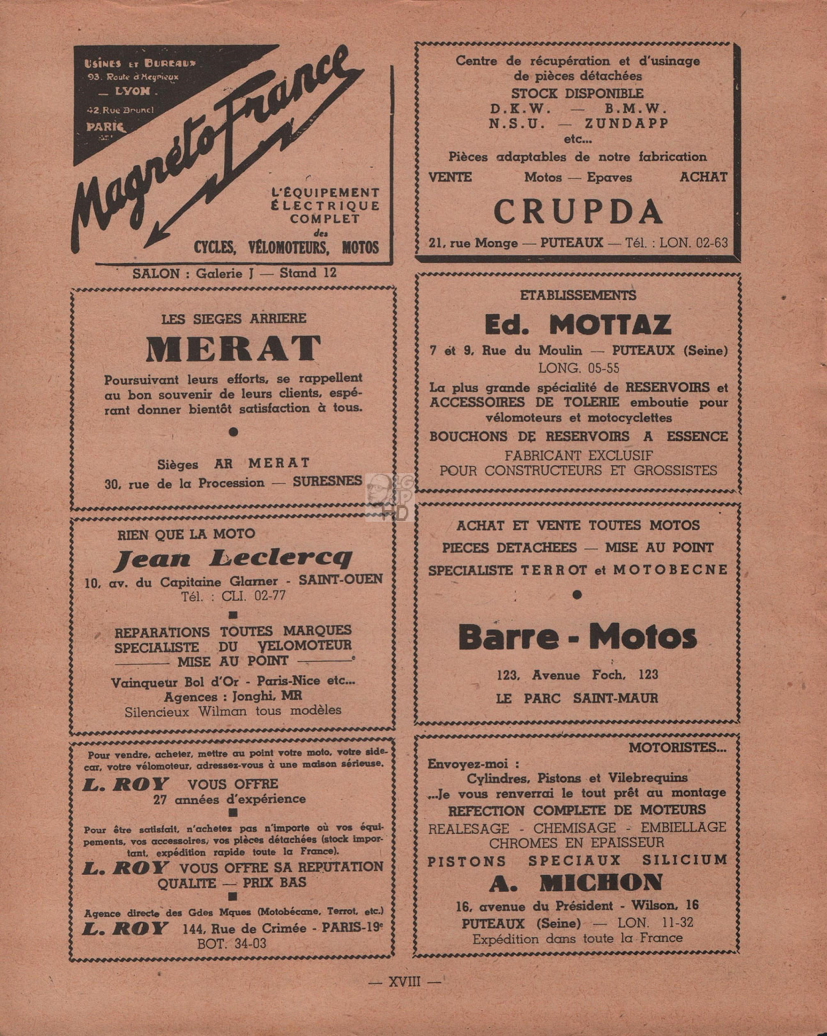 USINES ET BUREAUX
93. Route d'Heyrieux
— LYON —
42 Rue Brunel
PARIS
Magnéto France
L'ÉQUIPEMENT
ÉLECTRIQUE
COMPLET
des
CYCLES, VÉLOMOTEURS, MOTOS
SALON : Galerie J — Stand 12
LES SIEGES ARRIERE
MERAT
Poursuivant leurs efforts, se rappellent
au bon souvenir de leurs clients, espé-
rant donner bientôt satisfaction à tous.
●
Sièges AR MERAT
30, rue de la Procession — SURESNES
RIEN QUE LA MOTO
Jean Leclercq
10, av. du Capitaine Glarner - SAINT-OUEN
Tél. : CLI. 02-77
■
REPARATIONS TOUTES MARQUES
SPECIALISTE DU VELOMOTEUR
MISE AU POINT
Vainqueur Bol d'Or - Paris-Nice etc...
Agences : Jonghi, MR
Silencieux Wilman tous modèles
Pour vendre, acheter, mettre au point votre moto, votre side-
car, votre vélomoteur, adressez-vous à une maison sérieuse.
L. ROY VOUS OFFRE
27 années d'expérience
■
Pour être satisfait, n'achetez pas n'importe où vos équi-
pements, vos accessoires, vos pièces détachées (stock impor-
tant, expédition rapide toute la France).
L. ROY VOUS OFFRE SA REPUTATION
QUALITE — PRIX BAS
■
Agence directe des Gdes Mques (Motobécane, Terrot, etc.)
L. ROY 144, Rue de Crimée - PARIS-19e
BOT. 34-03
Centre de récupération et d'usinage
de pièces détachées
STOCK DISPONIBLE
D.K.W. — B.M.W.
N.S.U. — ZUNDAPP
etc...
Pièces adaptables de notre fabrication
VENTE Motos — Epaves ACHAT
CRUPDA
21, rue Monge — PUTEAUX — Tél. : LON. 02-63
ETABLISSEMENTS
Ed. MOTTAZ
7 et 9, Rue du Moulin — PUTEAUX (Seine)
LONG. 05-55
La plus grande spécialité de RESERVOIRS et
ACCESSOIRES DE TOLERIE emboutie pour
vélomoteurs et motocyclettes
BOUCHONS DE RESERVOIRS A ESSENCE
FABRICANT EXCLUSIF
POUR CONSTRUCTEURS ET GROSSISTES
ACHAT ET VENTE TOUTES MOTOS
PIECES DETACHEES — MISE AU POINT
SPECIALISTE TERROT et MOTOBECNE
●
Barre - Motos
123, Avenue Foch, 123
LE PARC SAINT-MAUR
MOTORISTES...
Envoyez-moi :
Cylindres, Pistons et Vilebrequins
...Je vous renverrai le tout prêt au montage
REFECTION COMPLETE DE MOTEURS
REALESAGE - CHEMISAGE - EMBIELLAGE
CHROMES EN EPAISSEUR
PISTONS SPECIAUX SILICIUM
A. MICHON
16, avenue du Président - Wilson, 16
PUTEAUX (Seine) — LON. 11-32
Expédition dans toute la France
— XVIII —